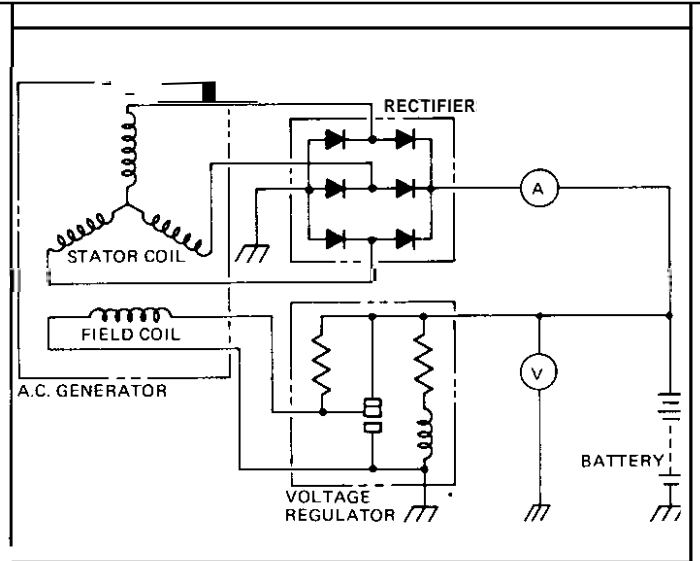 RECTIFIER
A
STATOR COIL
FIELD COIL
A.C. GENERATOR
V
BATTERY
VOLTAGE
REGULATOR